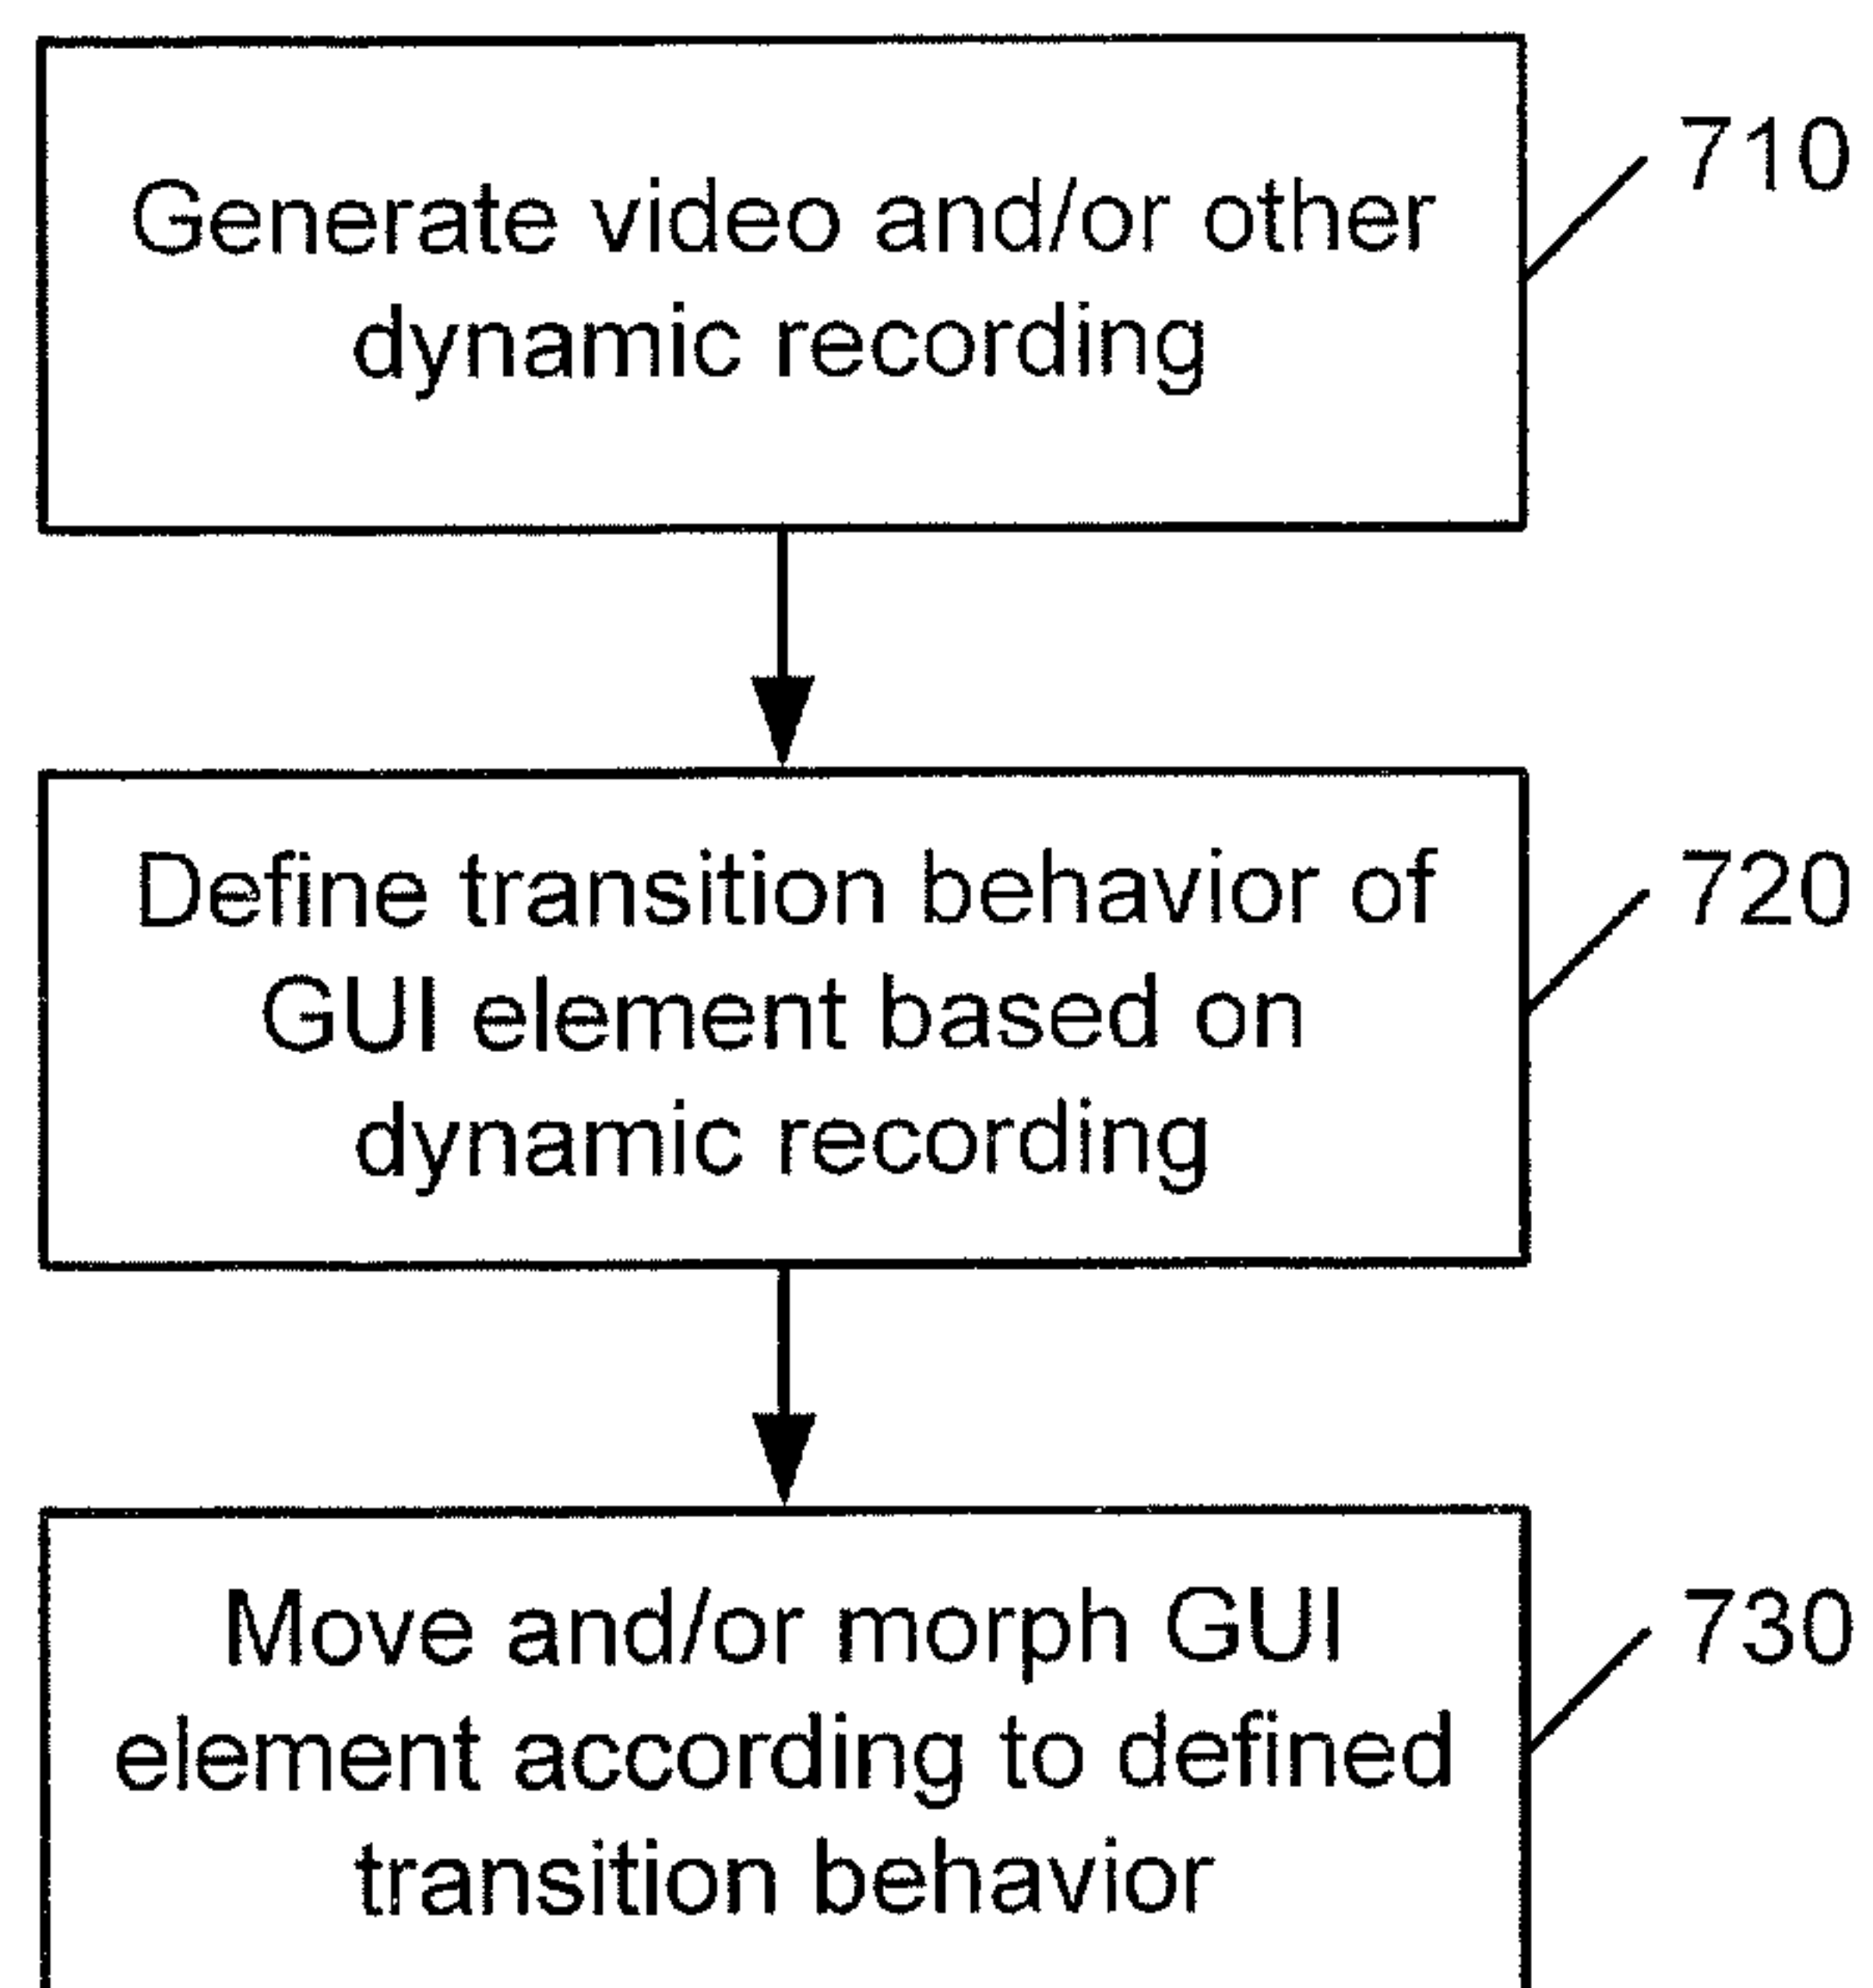 Generate video and/or other
dynamic recording
710
Define transition behavior of
GUI element based on
dynamic recording
720
Move and/or morph GUI
element according to defined
transition behavior
730